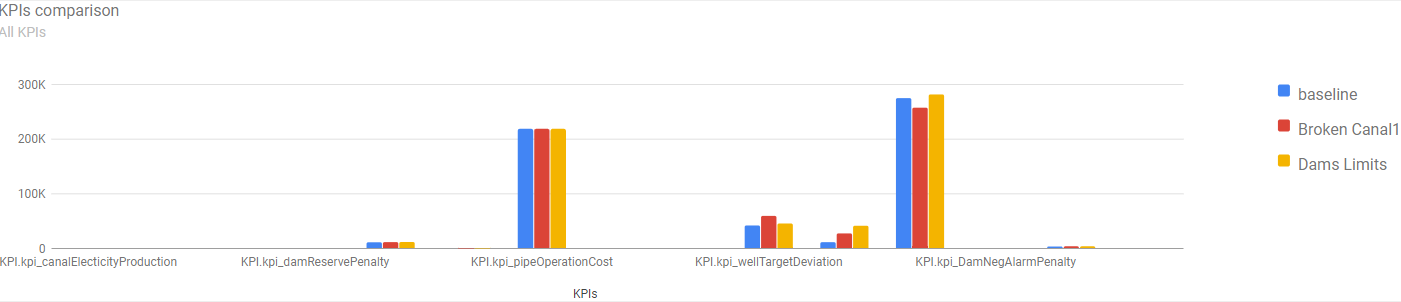 KPIs comparison
All KPIs
300K
200K
100K
0
KPI.kpi_canalElecticityProduction
KPI.kpi_damReservePenalty
KPI.kpi_pipeOperationCost
KPI.kpi_wellTargetDeviation
KPI.kpi_DamNegAlarmPenalty
KPIs
baseline
Broken Canal1
Dams Limits